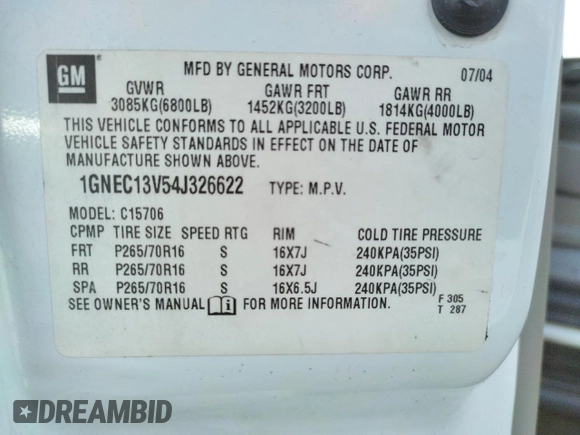 GM
MFD BY GENERAL MOTORS CORP. 07/04
GVWR GAWR FRT GAWR RR
3085KG(6800LB) 1452KG(3200LB) 1814KG(4000LB)
THIS VEHICLE CONFORMS TO ALL APPLICABLE U.S. FEDERAL MOTOR
VEHICLE SAFETY STANDARDS IN EFFECT ON THE DATE OF
MANUFACTURE SHOWN ABOVE.
1GNEC13V54J326622 TYPE: M.P.V.
MODEL: C15706
CPMP TIRE SIZE SPEED RTG RIM COLD TIRE PRESSURE
FRT P265/70R16 S 16X7J 240KPA(35PSI)
RR P265/70R16 S 16X7J 240KPA(35PSI)
SPA P265/70R16 S 16X6.5J 240KPA(35PSI)
SEE OWNER'S MANUAL i FOR MORE INFORMATION.
F 305
T 287
DREAMBID